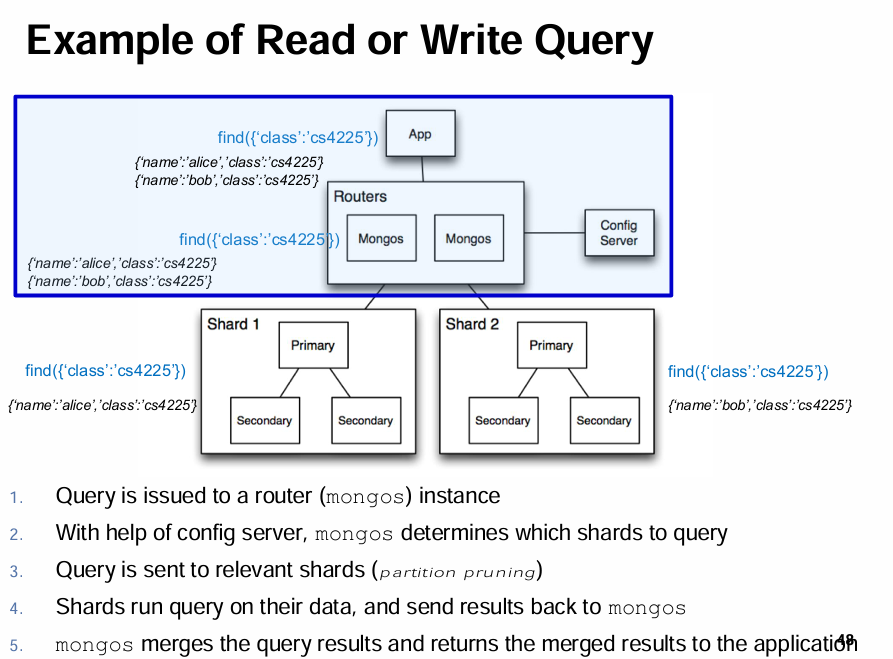 Example of Read or Write Query
find({‘class’:’cs4225’})
App
{‘name’:’alice’,’class’:’cs4225’}
{‘name’:’bob’,’class’:’cs4225’}
Routers
find({‘class’:’cs4225’})
Mongos
Mongos
Config
Server
{‘name’:’alice’,’class’:’cs4225’}
{‘name’:’bob’,’class’:’cs4225’}
Shard 1
Primary
Secondary
Secondary
Shard 2
Primary
Secondary
Secondary
find({‘class’:’cs4225’})
{‘name’:’alice’,’class’:’cs4225’}
find({‘class’:’cs4225’})
{‘name’:’bob’,’class’:’cs4225’}
1. Query is issued to a router (mongos) instance
2. With help of config server, mongos determines which shards to query
3. Query is sent to relevant shards (partition pruning)
4. Shards run query on their data, and send results back to mongos
5. mongos merges the query results and returns the merged results to the application